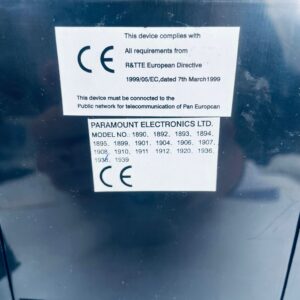 This device complies with
CE
All requirements from
R&TTE European Directive
1999/05/EC,dated 7th March1999
This device must be connected to the
Public network for telecommunication of Pan European
PARAMOUNT ELECTRONICS LTD.
MODEL NO: 1890, 1892, 1893, 1894,
1895, 1899, 1901, 1904, 1906, 1907,
1908, 1910, 1911, 1912, 1920, 1936,
1938, 1939
CE